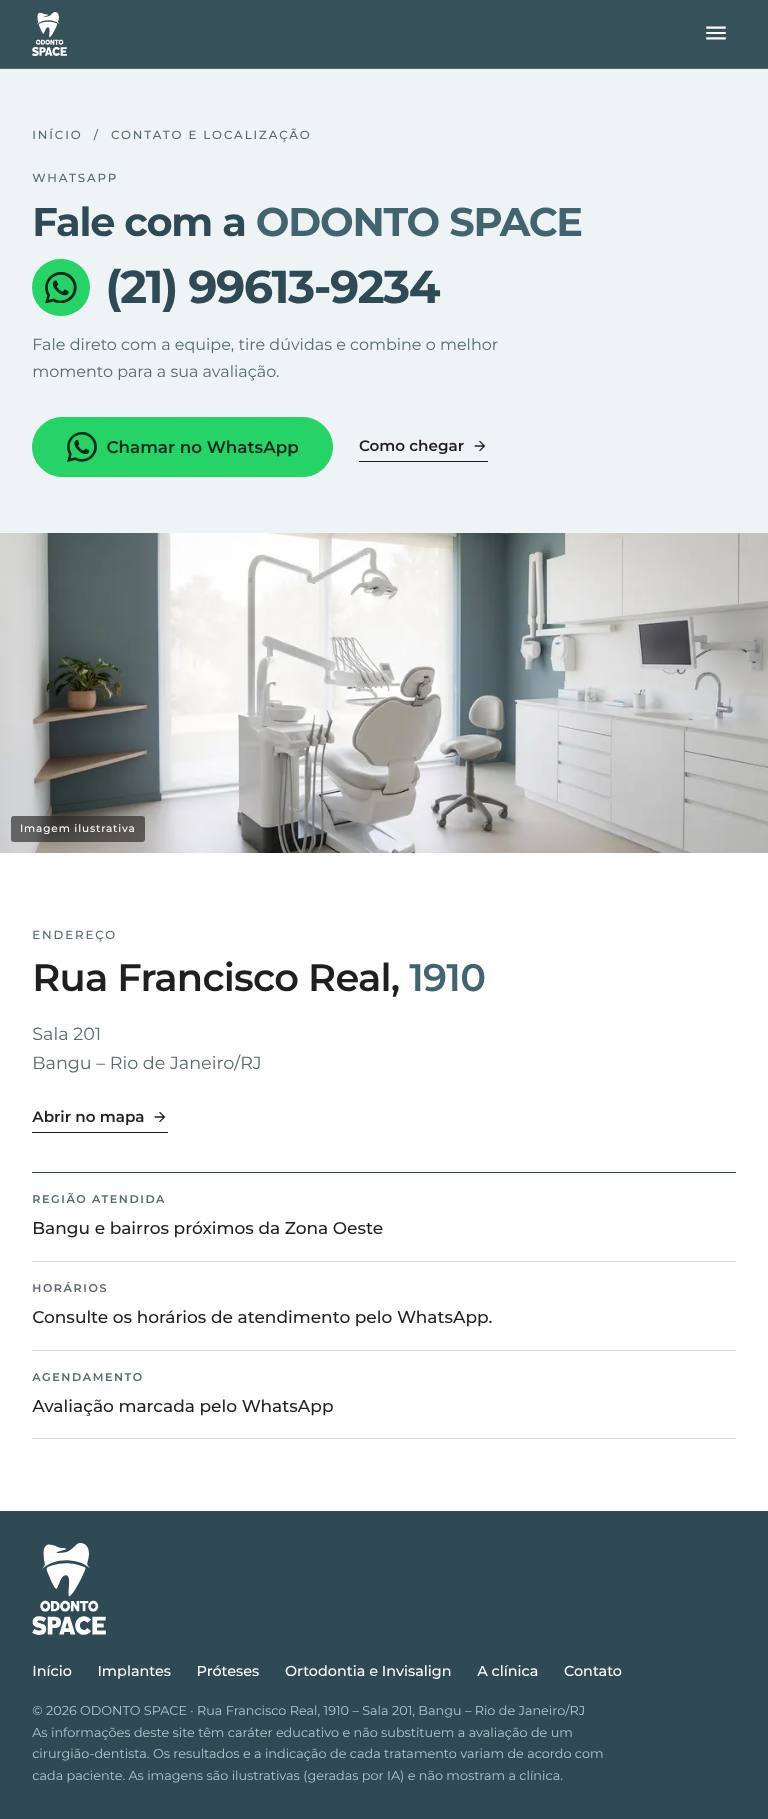 ODONTO
SPACE
INÍCIO / CONTATO E LOCALIZAÇÃO
WHATSAPP
Fale com a ODONTO SPACE
(21) 99613-9234
Fale direto com a equipe, tire dúvidas e combine o melhor
momento para a sua avaliação.
Chamar no WhatsApp
Como chegar →
Imagem ilustrativa
ENDEREÇO
Rua Francisco Real, 1910
Sala 201
Bangu – Rio de Janeiro/RJ
Abrir no mapa →
REGIÃO ATENDIDA
Bangu e bairros próximos da Zona Oeste
HORÁRIOS
Consulte os horários de atendimento pelo WhatsApp.
AGENDAMENTO
Avaliação marcada pelo WhatsApp
ODONTO
SPACE
Início Implantes Próteses Ortodontia e Invisalign A clínica Contato
© 2026 ODONTO SPACE · Rua Francisco Real, 1910 – Sala 201, Bangu – Rio de Janeiro/RJ
As informações deste site têm caráter educativo e não substituem a avaliação de um
cirurgião-dentista. Os resultados e a indicação de cada tratamento variam de acordo com
cada paciente. As imagens são ilustrativas (geradas por IA) e não mostram a clínica.